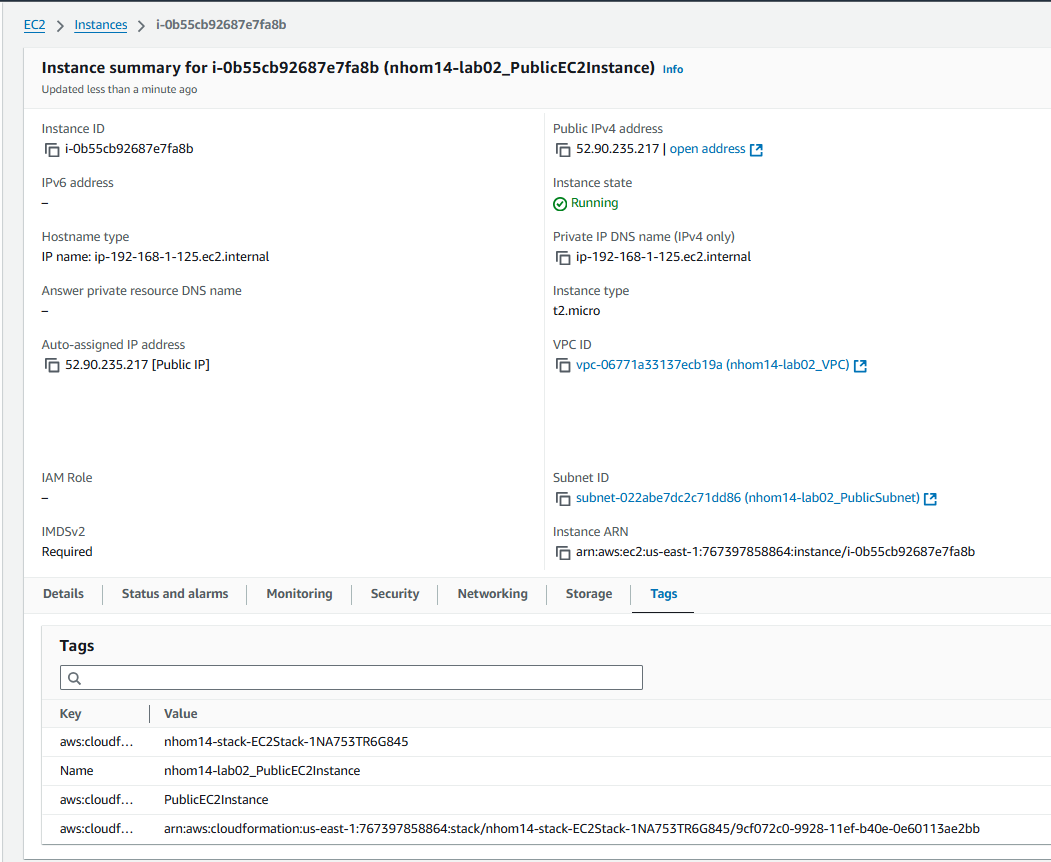 EC2 > Instances > i-0b55cb92687e7fa8b
Instance summary for i-0b55cb92687e7fa8b (nhom14-lab02_PublicEC2Instance) Info
Updated less than a minute ago
Instance ID
i-0b55cb92687e7fa8b
Public IPv4 address
52.90.235.217 | open address
IPv6 address
–
Instance state
Running
Hostname type
IP name: ip-192-168-1-125.ec2.internal
Private IP DNS name (IPv4 only)
ip-192-168-1-125.ec2.internal
Answer private resource DNS name
–
Instance type
t2.micro
Auto-assigned IP address
52.90.235.217 [Public IP]
VPC ID
vpc-06771a33137ecb19a (nhom14-lab02_VPC)
IAM Role
–
Subnet ID
subnet-022abe7dc2c71dd86 (nhom14-lab02_PublicSubnet)
IMDSv2
Required
Instance ARN
arn:aws:ec2:us-east-1:767397858864:instance/i-0b55cb92687e7fa8b
Details Status and alarms Monitoring Security Networking Storage Tags
Tags
Key Value
aws:cloudf... nhom14-stack-EC2Stack-1NA753TR6G845
Name nhom14-lab02_PublicEC2Instance
aws:cloudf... PublicEC2Instance
aws:cloudf... arn:aws:cloudformation:us-east-1:767397858864:stack/nhom14-stack-EC2Stack-1NA753TR6G845/9cf072c0-9928-11ef-b40e-0e60113ae2bb